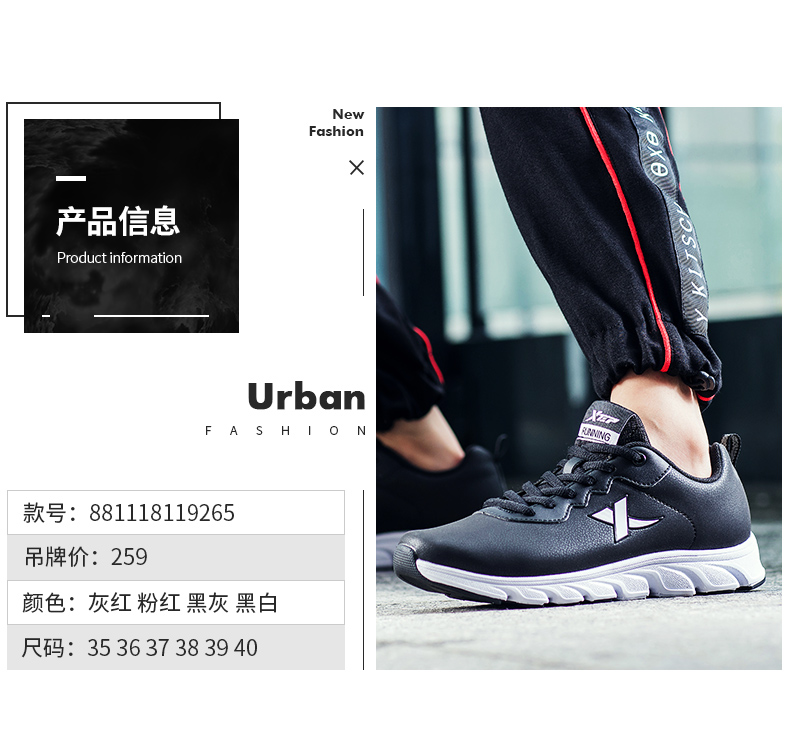 New
Fashion
产品信息
Product information
Urban
FASHION
款号：881118119265
吊牌价：259
颜色：灰红 粉红 黑灰 黑白
尺码：35 36 37 38 39 40
XTEP
RUNNING
KITSCH